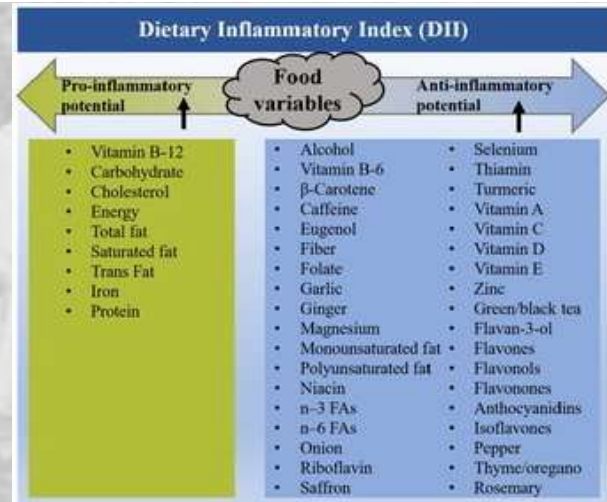 Dietary Inflammatory Index (DII)
Pro-inflammatory
potential
Food
variables
Anti-inflammatory
potential
• Vitamin B-12
• Carbohydrate
• Cholesterol
• Energy
• Total fat
• Saturated fat
• Trans Fat
• Iron
• Protein
• Alcohol
• Vitamin B-6
• β-Carotene
• Caffeine
• Eugenol
• Fiber
• Folate
• Garlic
• Ginger
• Magnesium
• Monounsaturated fat
• Polyunsaturated fat
• Niacin
• n–3 FAs
• n–6 FAs
• Onion
• Riboflavin
• Saffron
• Selenium
• Thiamin
• Turmeric
• Vitamin A
• Vitamin C
• Vitamin D
• Vitamin E
• Zinc
• Green/black tea
• Flavan-3-ol
• Flavones
• Flavonols
• Flavonones
• Anthocyanidins
• Isoflavones
• Pepper
• Thyme/oregano
• Rosemary